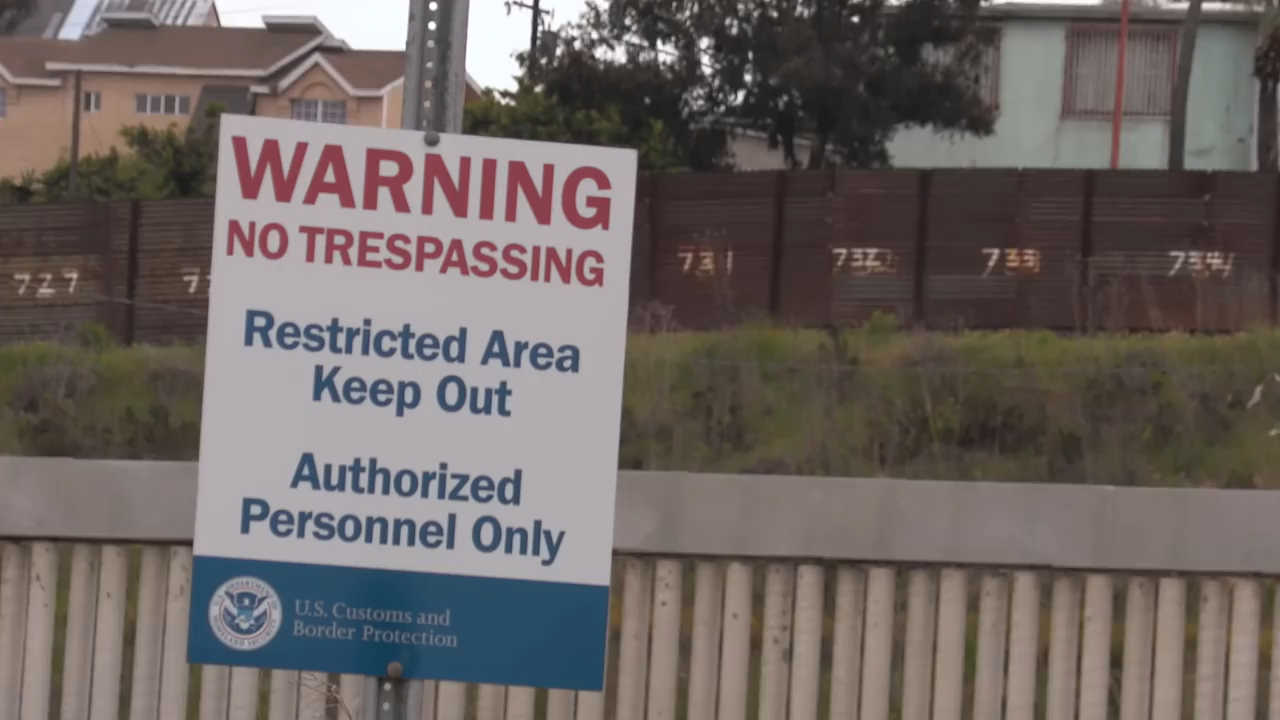 WARNING
NO TRESPASSING
Restricted Area
Keep Out
Authorized
Personnel Only
U.S. Customs and
Border Protection
727
731
732
733
734